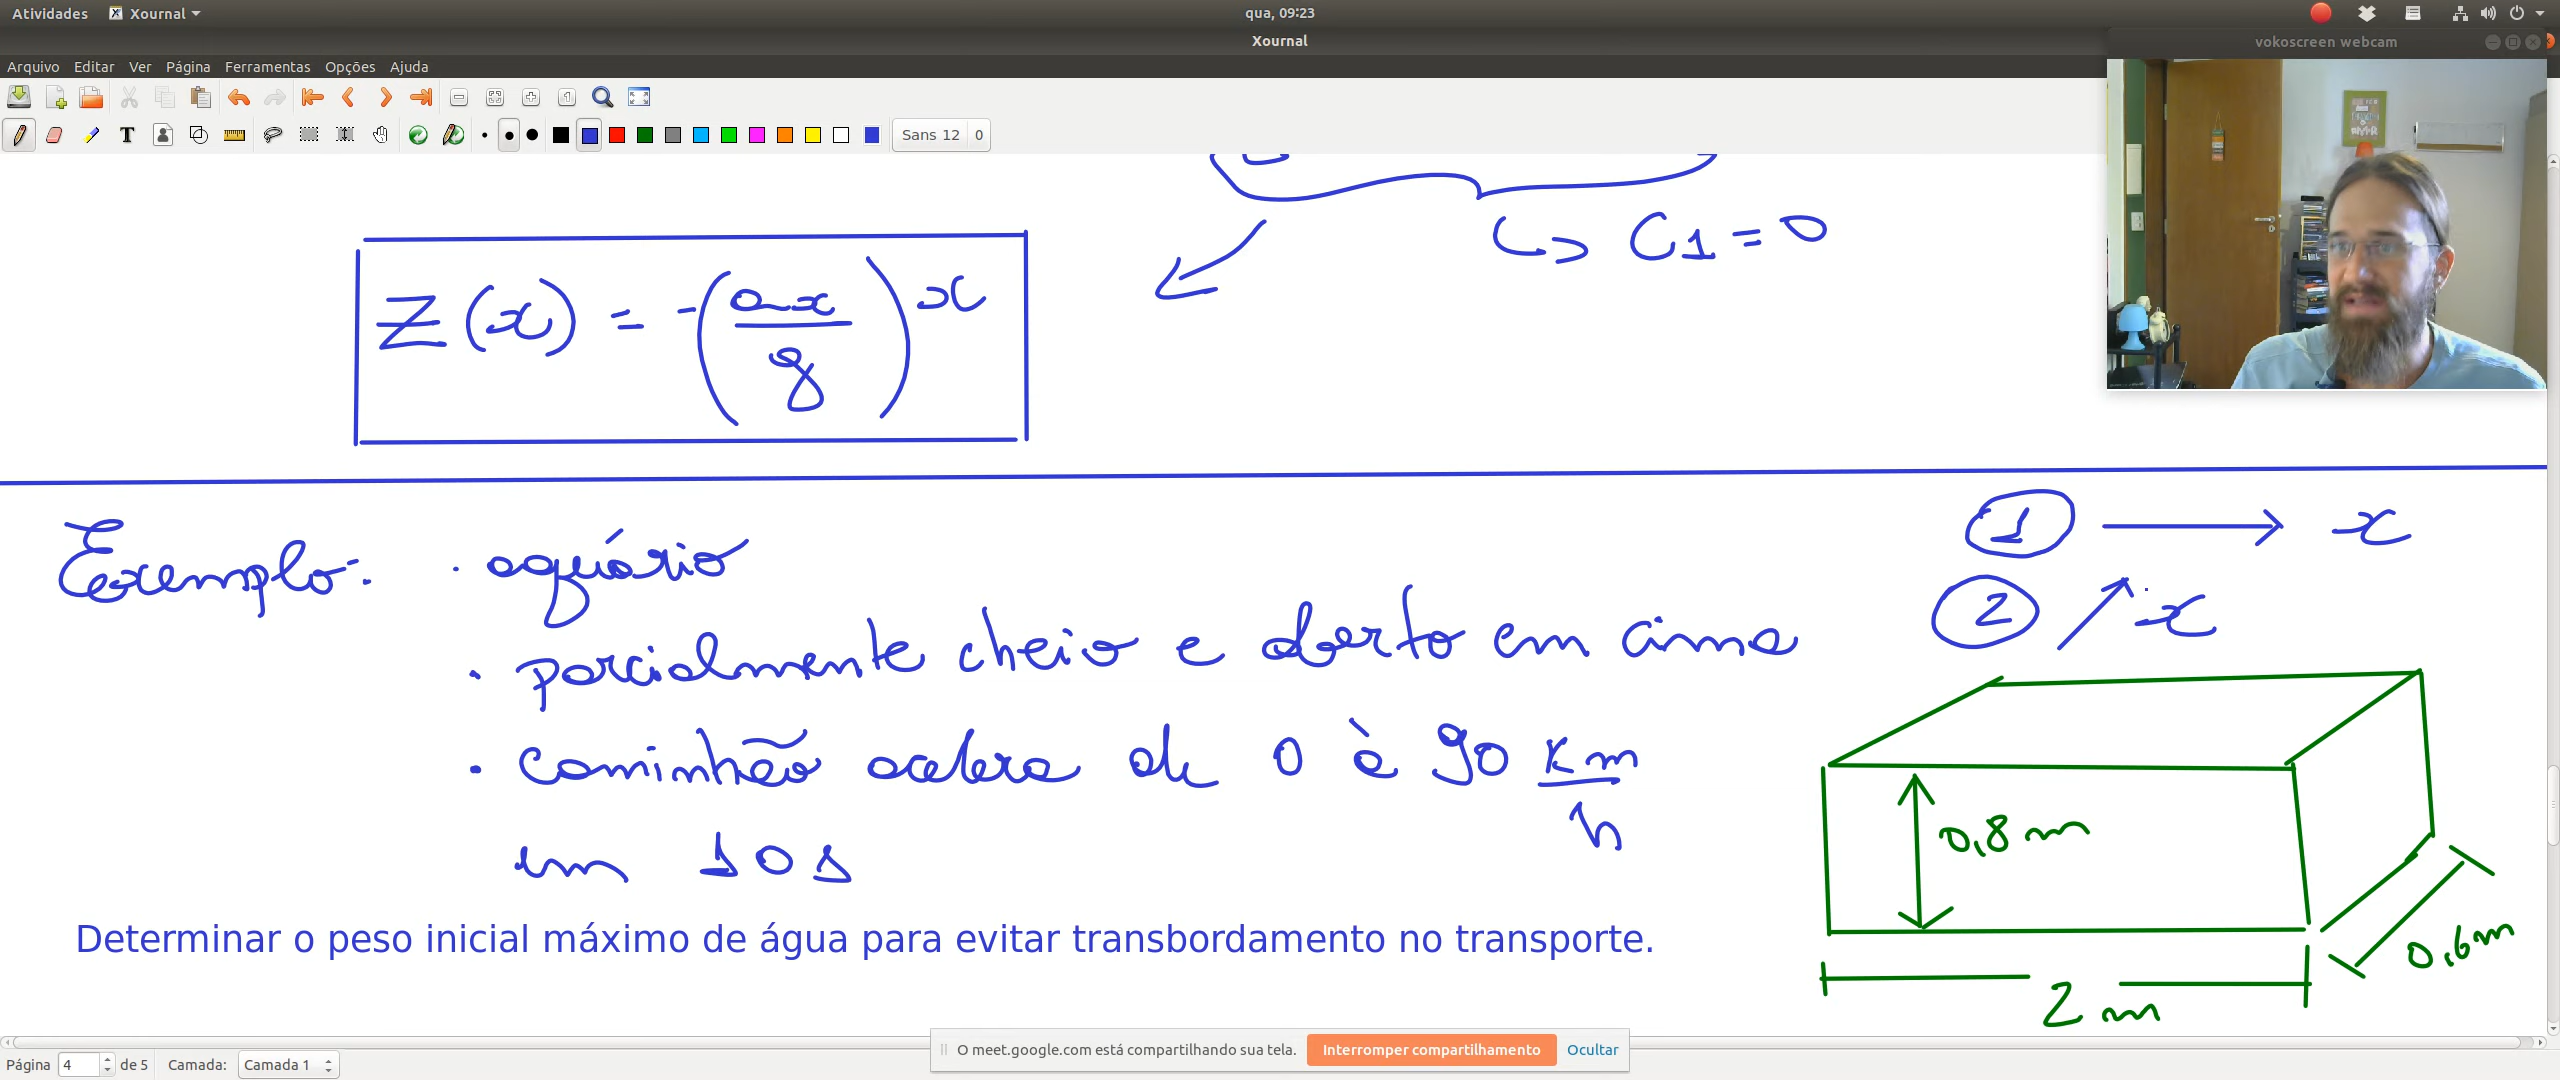 Atividades Xournal qua, 09:23
Xournal
vokoscreen webcam
Arquivo Editar Ver Página Ferramentas Opções Ajuda
T Sans 12 0
C1 = 0
Z(x) = -(ax/g)x
Exemplo: · aquário
1 → x
2 ↗ x
· parcialmente cheio e aberto em cima
· caminhão acelera de 0 à 90 Km/h
em 10s
0,8 m
0,6m
2 m
Determinar o peso inicial máximo de água para evitar transbordamento no transporte.
O meet.google.com está compartilhando sua tela. Interromper compartilhamento Ocultar
Página 4 de 5 Camada: Camada 1